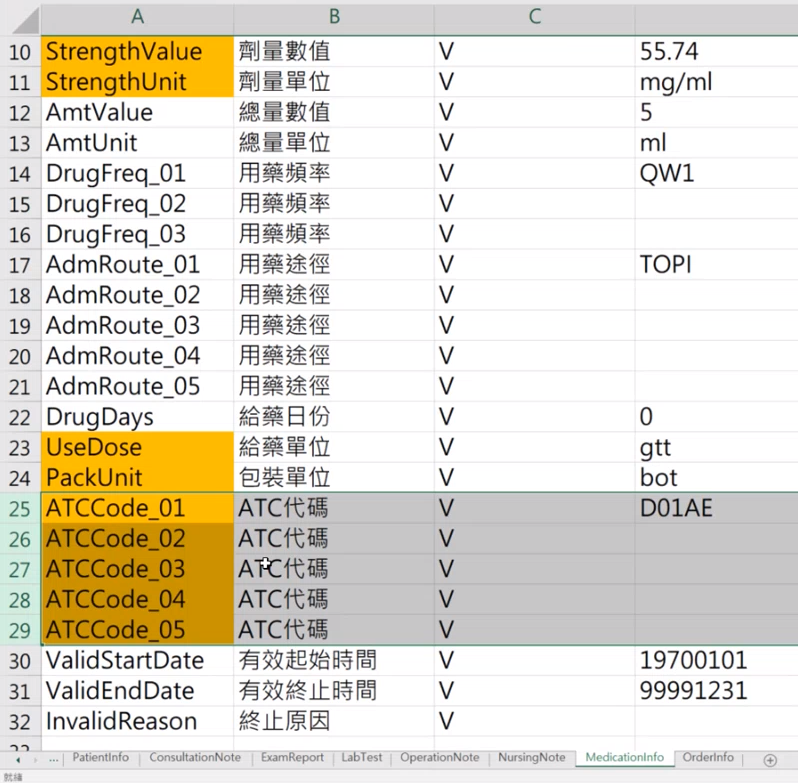 A B C
10 StrengthValue 劑量數值 V 55.74
11 StrengthUnit 劑量單位 V mg/ml
12 AmtValue 總量數值 V 5
13 AmtUnit 總量單位 V ml
14 DrugFreq_01 用藥頻率 V QW1
15 DrugFreq_02 用藥頻率 V
16 DrugFreq_03 用藥頻率 V
17 AdmRoute_01 用藥途徑 V TOPI
18 AdmRoute_02 用藥途徑 V
19 AdmRoute_03 用藥途徑 V
20 AdmRoute_04 用藥途徑 V
21 AdmRoute_05 用藥途徑 V
22 DrugDays 給藥日份 V 0
23 UseDose 給藥單位 V gtt
24 PackUnit 包裝單位 V bot
25 ATCCode_01 ATC代碼 V D01AE
26 ATCCode_02 ATC代碼 V
27 ATCCode_03 ATC代碼 V
28 ATCCode_04 ATC代碼 V
29 ATCCode_05 ATC代碼 V
30 ValidStartDate 有效起始時間 V 19700101
31 ValidEndDate 有效終止時間 V 99991231
32 InvalidReason 終止原因 V
... PatientInfo ConsultationNote ExamReport LabTest OperationNote NursingNote MedicationInfo OrderInfo
就緒